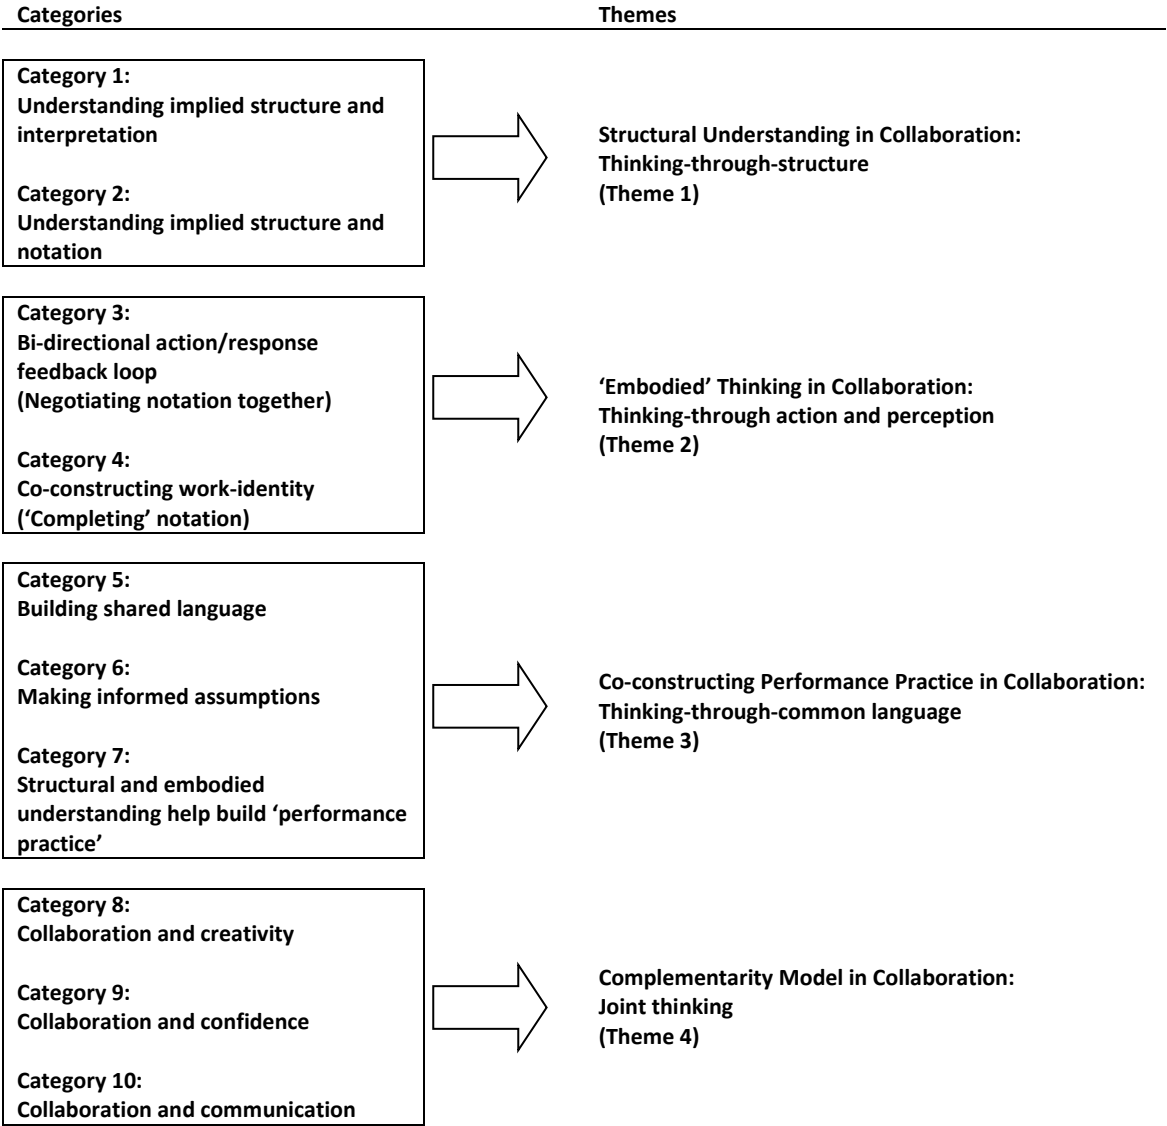 Categories Themes
Category 1:
Understanding implied structure and
interpretation
Category 2:
Understanding implied structure and
notation
Structural Understanding in Collaboration:
Thinking-through-structure
(Theme 1)
Category 3:
Bi-directional action/response
feedback loop
(Negotiating notation together)
Category 4:
Co-constructing work-identity
(‘Completing’ notation)
‘Embodied’ Thinking in Collaboration:
Thinking-through action and perception
(Theme 2)
Category 5:
Building shared language
Category 6:
Making informed assumptions
Category 7:
Structural and embodied
understanding help build ‘performance
practice’
Co-constructing Performance Practice in Collaboration:
Thinking-through-common language
(Theme 3)
Category 8:
Collaboration and creativity
Category 9:
Collaboration and confidence
Category 10:
Collaboration and communication
Complementarity Model in Collaboration:
Joint thinking
(Theme 4)